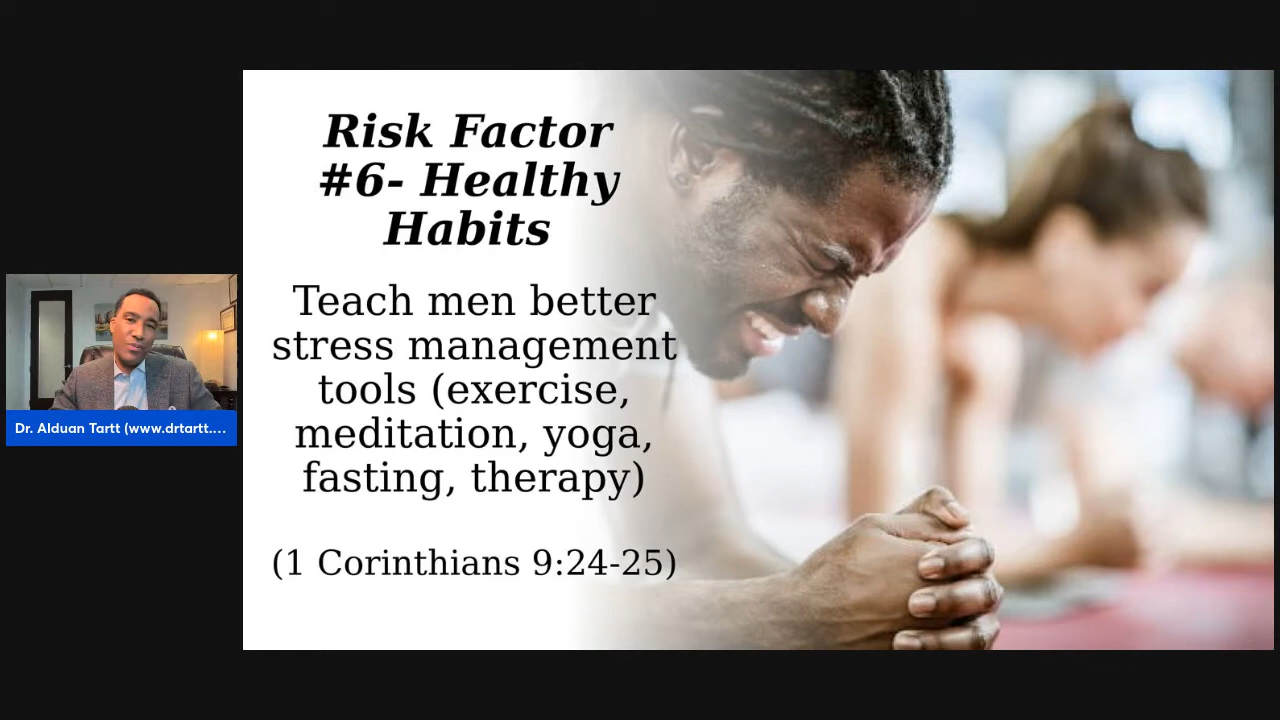 Risk Factor
#6- Healthy
Habits
Teach men better
stress management
tools (exercise,
meditation, yoga,
fasting, therapy)
(1 Corinthians 9:24-25)
Dr. Alduan Tartt (www.drtartt....